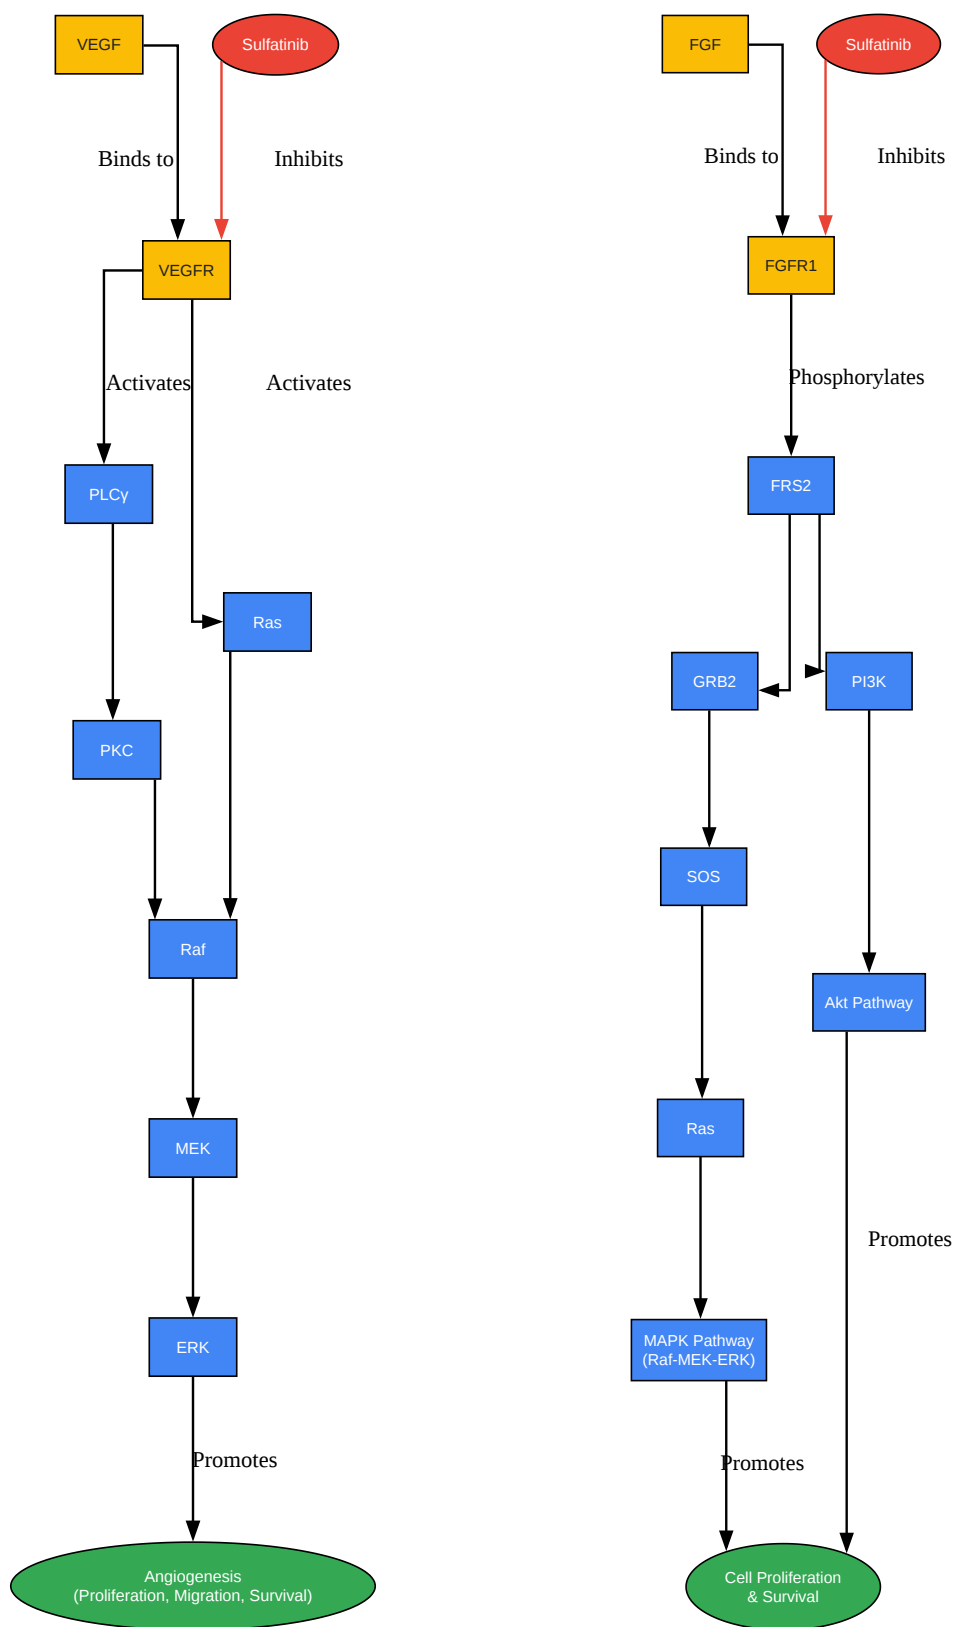 VEGF
Sulfatinib
Binds to
Inhibits
VEGFR
Activates
Activates
PLCγ
Ras
PKC
Raf
MEK
ERK
Promotes
Angiogenesis
(Proliferation, Migration, Survival)
FGF
Sulfatinib
Binds to
Inhibits
FGFR1
Phosphorylates
FRS2
GRB2
PI3K
SOS
Akt Pathway
Ras
Promotes
MAPK Pathway
(Raf-MEK-ERK)
Promotes
Cell Proliferation
& Survival